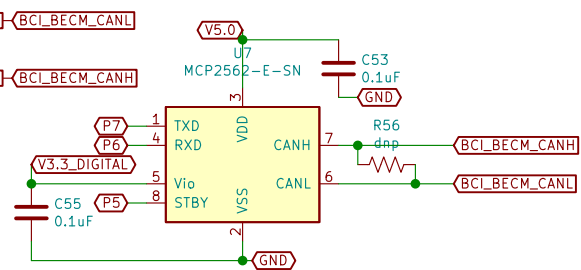 BCI_BECM_CANL
V5.0
U7
C53
MCP2562-E-SN
BCI_BECM_CANH
0.1uF
GND
3
P7
1
TXD
VDD
R56
P6
4
RXD
CANH
7
dnp
BCI_BECM_CANH
V3.3_DIGITAL
5
Vio
CANL
6
BCI_BECM_CANL
C55
P5
8
STBY
VSS
0.1uF
2
GND